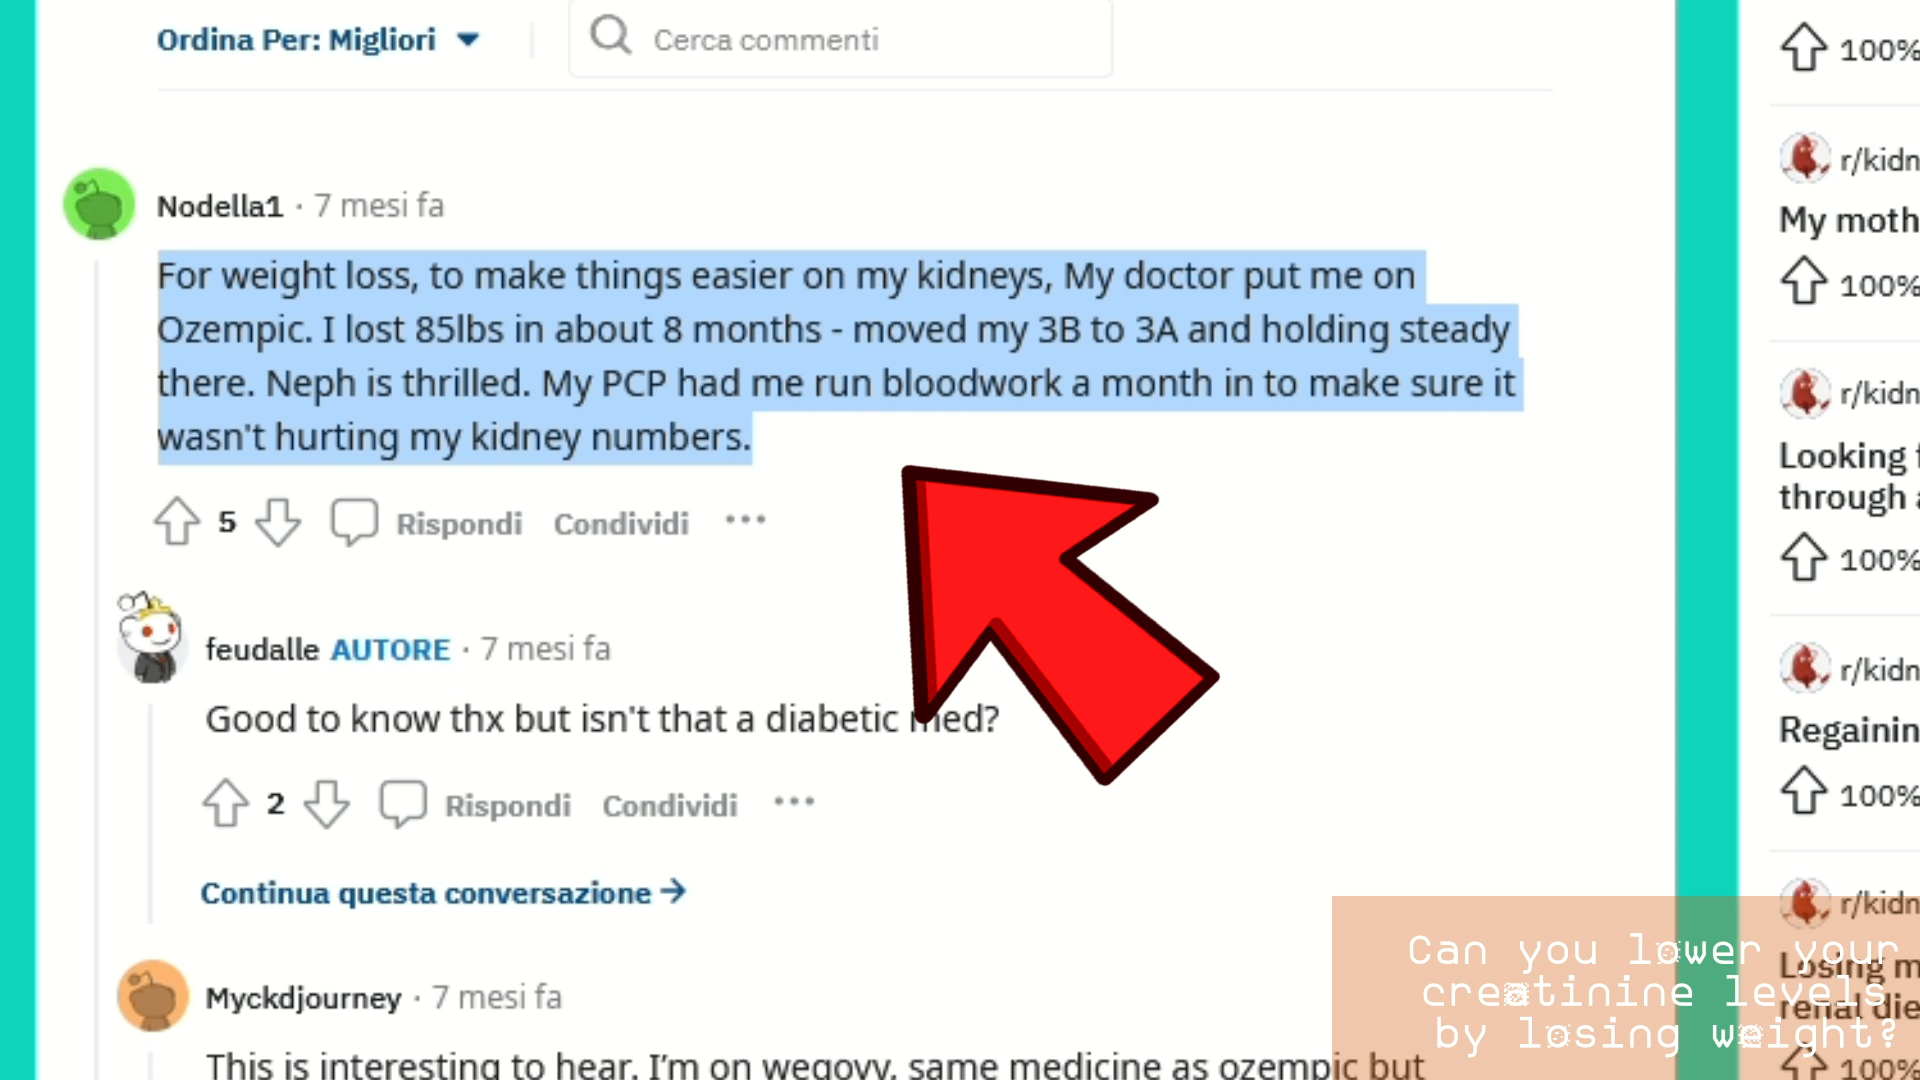 Ordina Per: Migliori
Cerca commenti
Nodella1 · 7 mesi fa
For weight loss, to make things easier on my kidneys, My doctor put me on
Ozempic. I lost 85lbs in about 8 months - moved my 3B to 3A and holding steady
there. Neph is thrilled. My PCP had me run bloodwork a month in to make sure it
wasn't hurting my kidney numbers.
5 Rispondi Condividi ···
feudalle AUTORE · 7 mesi fa
Good to know thx but isn't that a diabetic med?
2 Rispondi Condividi ···
Continua questa conversazione →
Myckdjourney · 7 mesi fa
This is interesting to hear. I'm on wegovy, same medicine as ozempic but
100%
r/kidn
My moth
100%
r/kidn
Looking
through
100%
r/kidn
Regainin
100%
r/kidn
Losing m
renal die
100%
Can you lower your
creatinine levels
by losing weight?